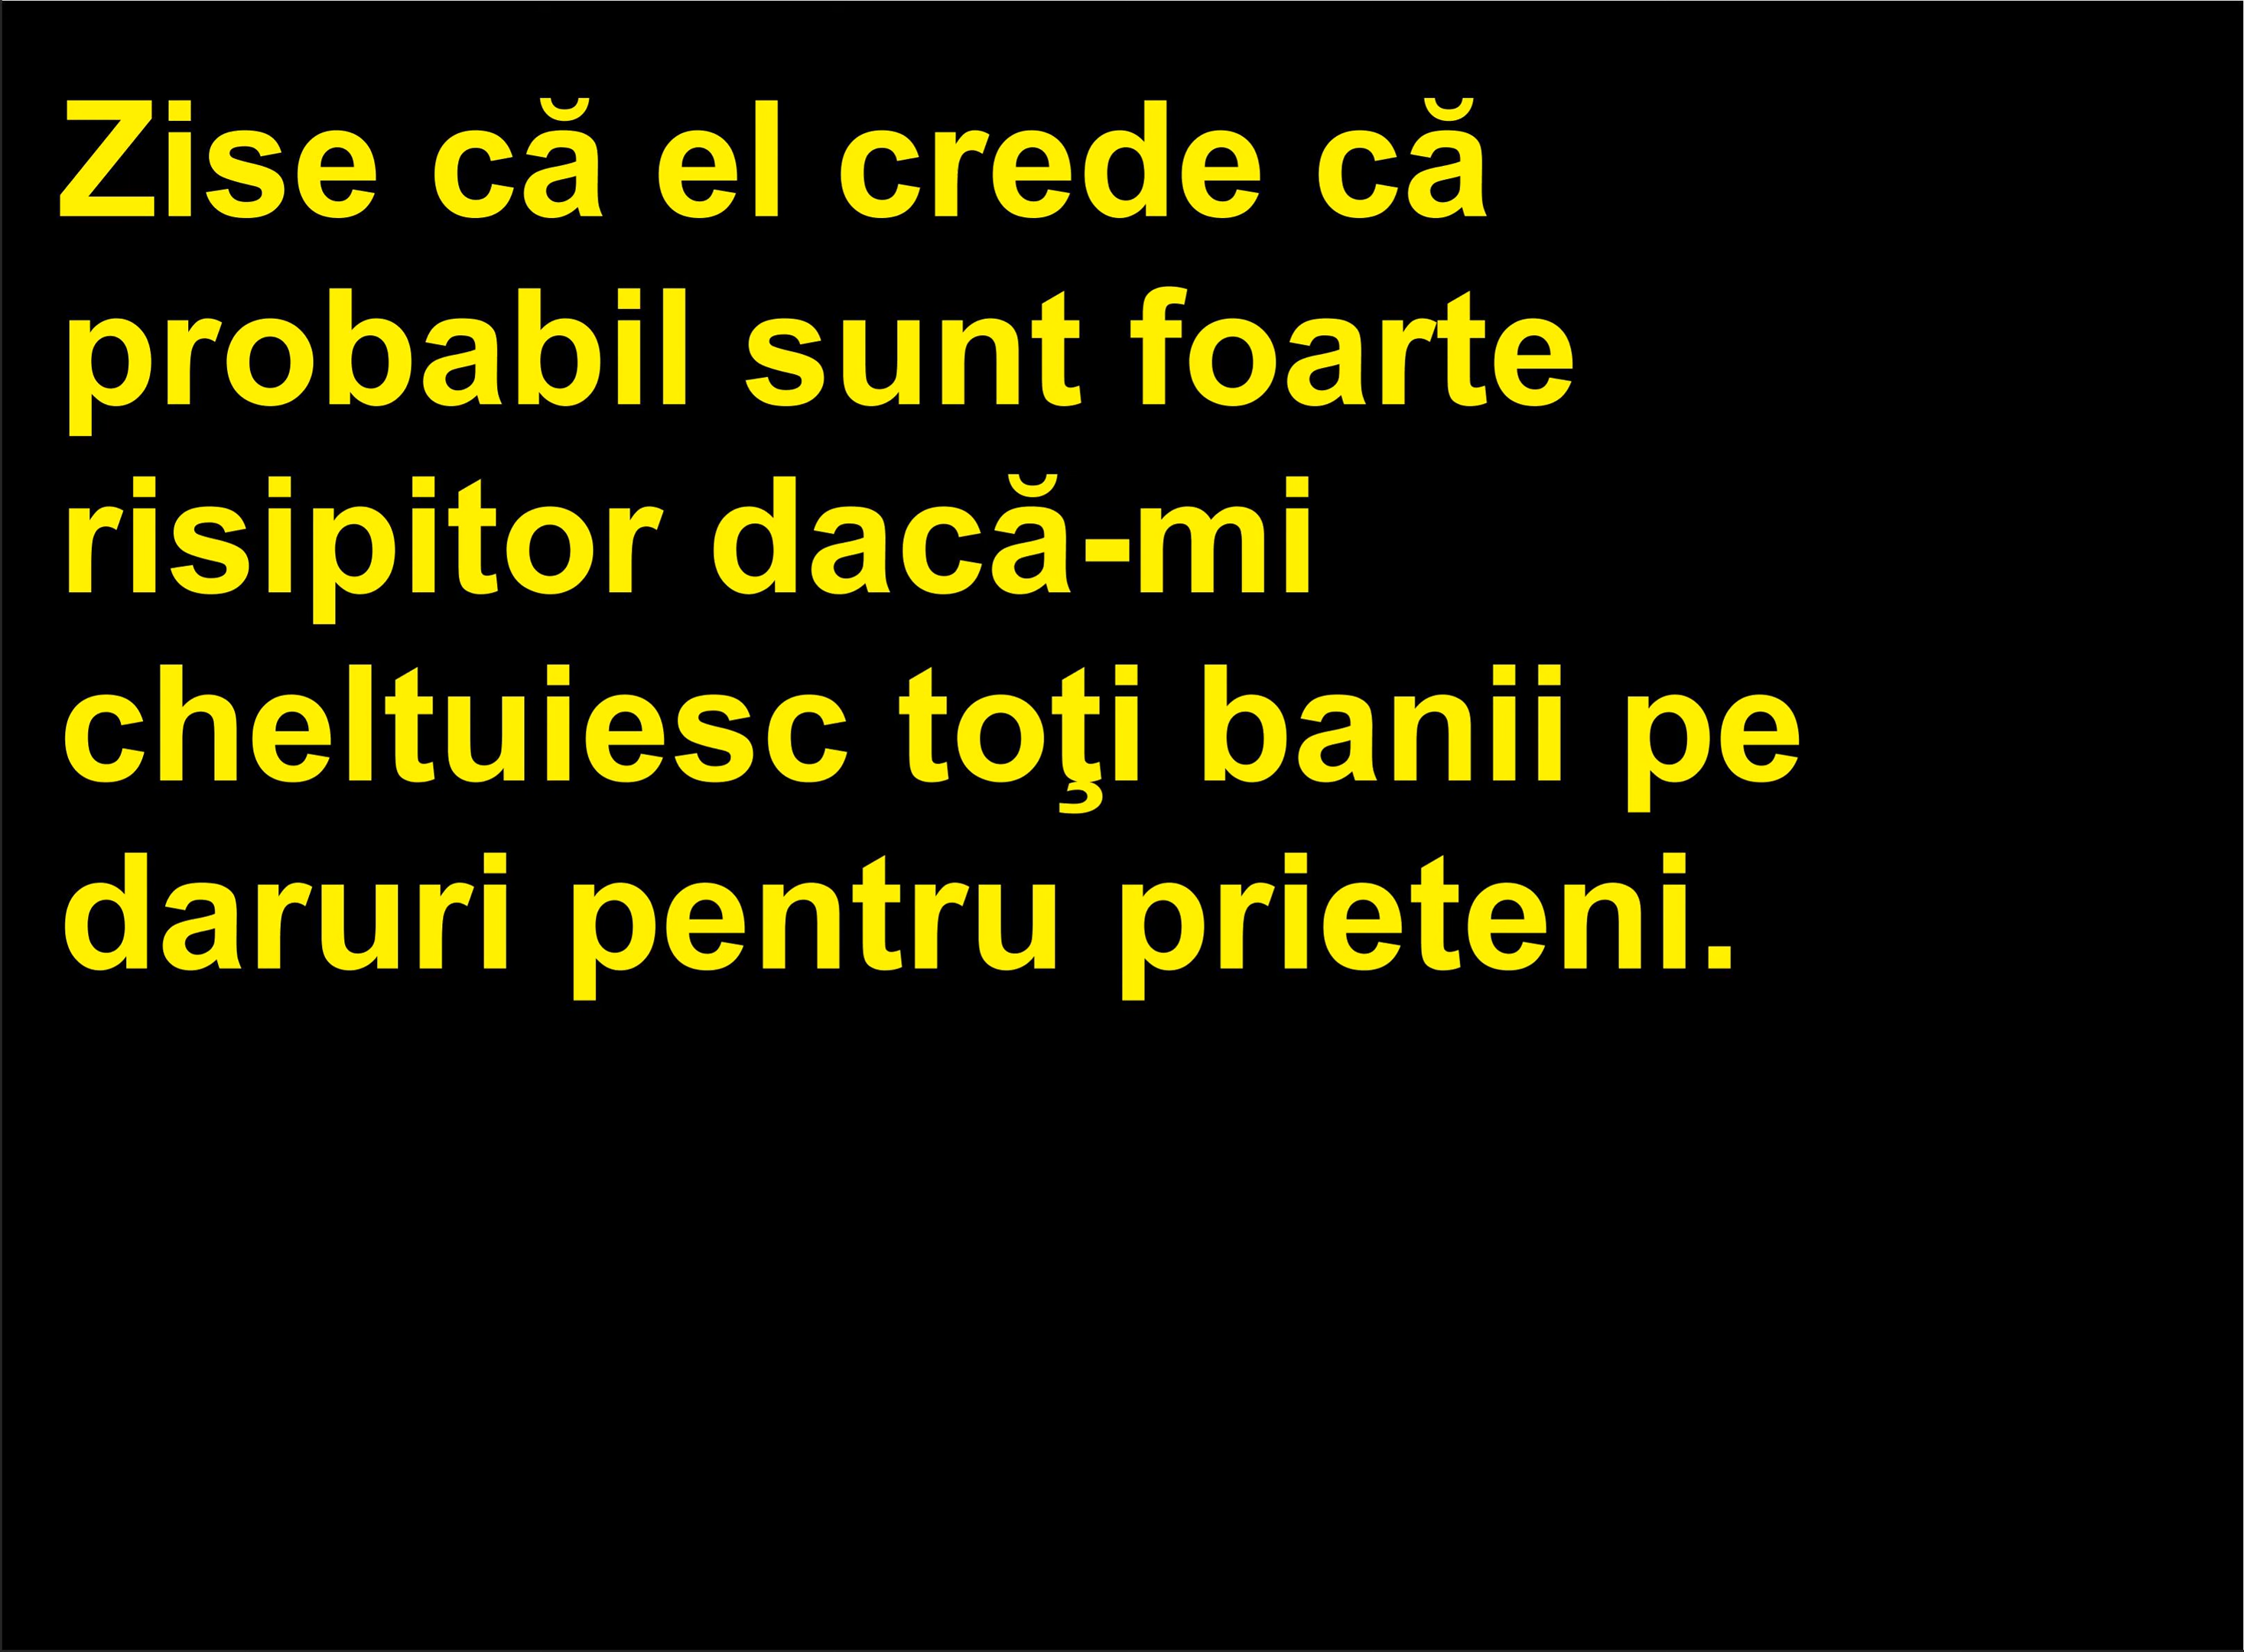 Zise că el crede că
probabil sunt foarte
risipitor dacă-mi
cheltuiesc toţi banii pe
daruri pentru prieteni.